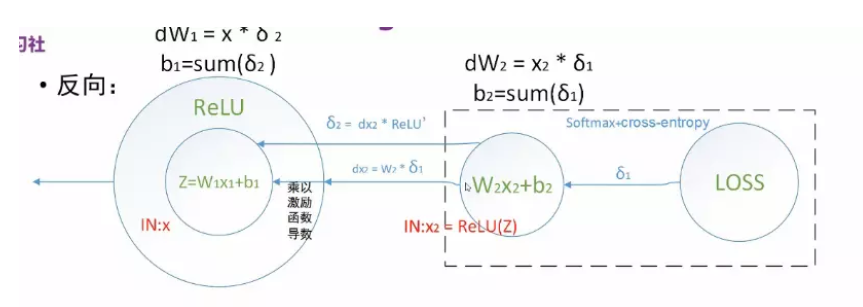 习社
dW₁ = x * δ ₂
b₁=sum(δ₂ )
• 反向：
dW₂ = x₂ * δ₁
b₂=sum(δ₁)
ReLU
δ₂ = dx₂ * ReLU'
Softmax+cross-entropy
Z=W₁x₁+b₁
dx₂ = W₂ * δ₁
W₂x₂+b₂
δ₁
LOSS
乘以
激励
函数
导数
IN:x
IN:x₂ = ReLU(Z)